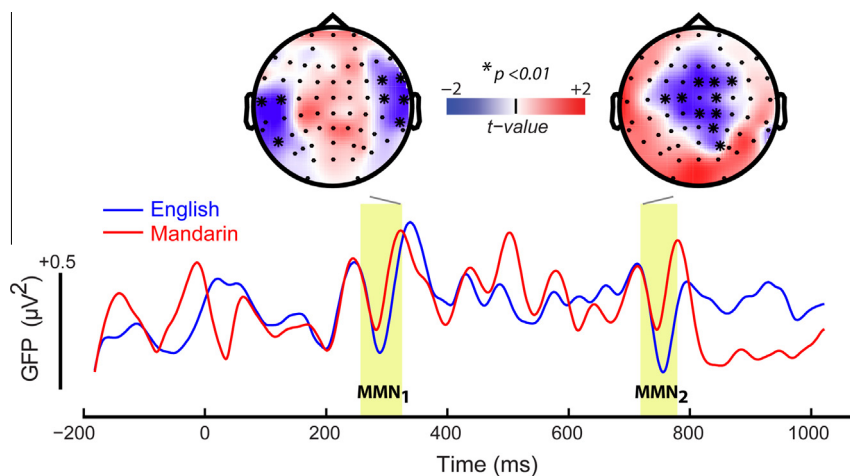 * p <0.01
−2
+2
t−value
English
Mandarin
+0.5
GFP (µV²)
MMN₁
MMN₂
−200
0
200
400
600
800
1000
Time (ms)